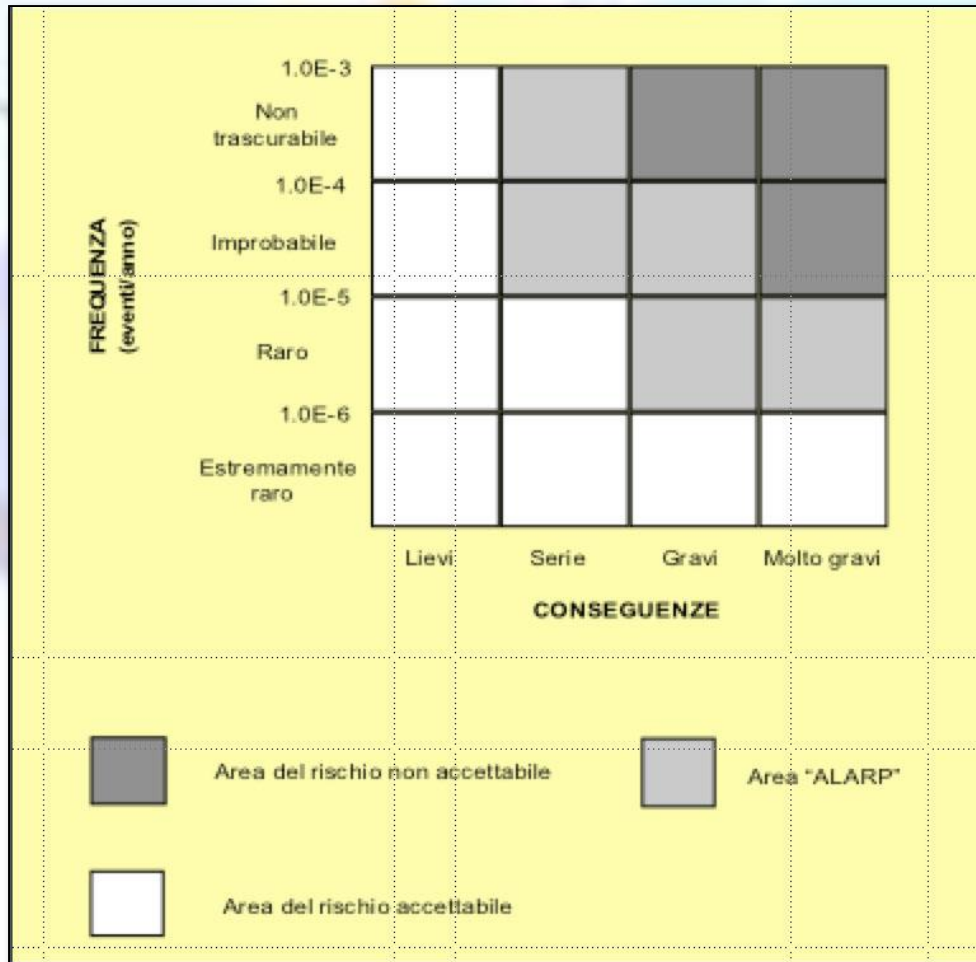 1.0E-3
Non
trascurabile
1.0E-4
Improbabile
1.0E-5
Raro
1.0E-6
Estremamente
raro
FREQUENZA
(eventi/anno)
Lievi Serie Gravi Molto gravi
CONSEGUENZE
Area del rischio non accettabile
Area "ALARP"
Area del rischio accettabile